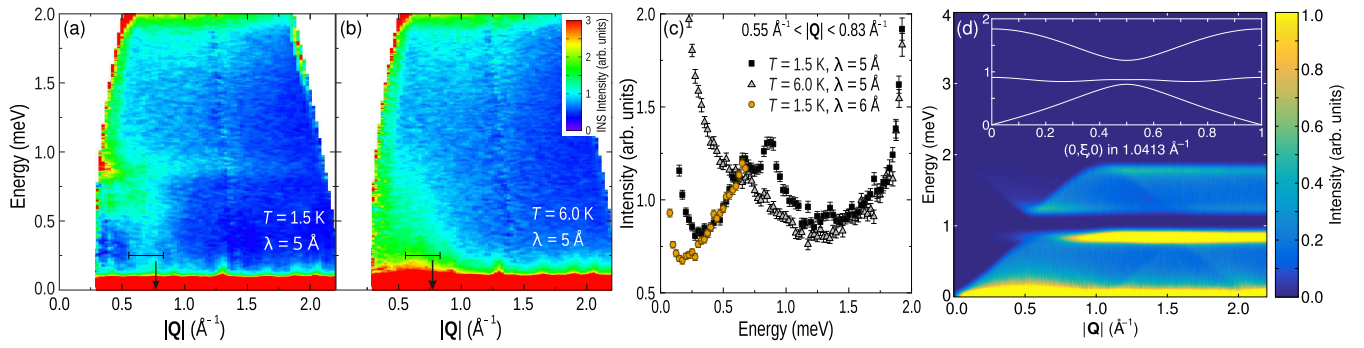 (a)
T = 1.5 K
λ = 5 Å
Energy (meV)
0.0
0.5
1.0
1.5
2.0
0.0
0.5
1.0
1.5
2.0
|Q| (Å⁻¹)
(b)
T = 6.0 K
λ = 5 Å
0.5
1.0
1.5
2.0
|Q| (Å⁻¹)
3
2
1
0
INS Intensity (arb. units)
(c)
0.55 Å⁻¹ < |Q| < 0.83 Å⁻¹
T = 1.5 K, λ = 5 Å
T = 6.0 K, λ = 5 Å
T = 1.5 K, λ = 6 Å
Intensity (arb. units)
2.0
1.5
1.0
0.5
0.0
0.5
1.0
1.5
2.0
Energy (meV)
(d)
2
1
0
0
0.2
0.4
0.6
0.8
1
(0,ξ,0) in 1.0413 Å⁻¹
Energy (meV)
4
3
2
1
0
0.0
0.5
1.0
1.5
2.0
|Q| (Å⁻¹)
1.0
0.8
0.6
0.4
0.2
0.0
Intensity (arb. units)